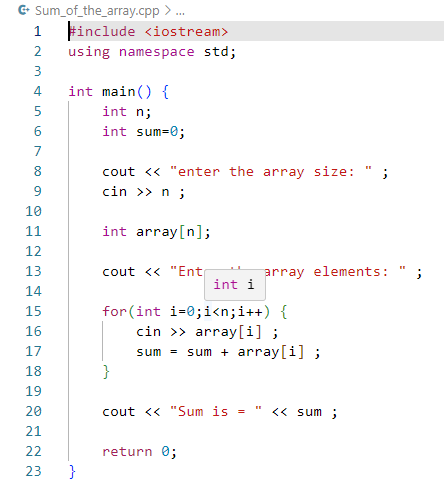 Sum_of_the_array.cpp > ...
1 #include <iostream>
2 using namespace std;
3
4 int main() {
5     int n;
6     int sum=0;
7
8     cout << "enter the array size: " ;
9     cin >> n ;
10
11     int array[n];
12
13     cout << "Ent array elements: " ;
int i
14
15     for(int i=0;i<n;i++) {
16         cin >> array[i] ;
17         sum = sum + array[i] ;
18     }
19
20     cout << "Sum is = " << sum ;
21
22     return 0;
23 }